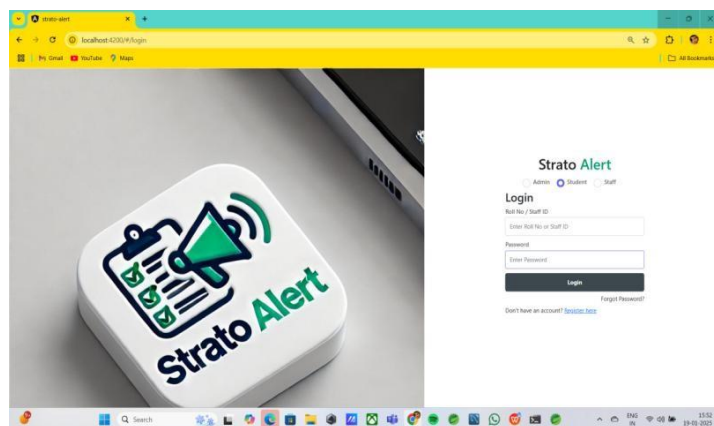 strato-alert
localhost:4200/#/login
Gmail
YouTube
Maps
All Bookmarks
Strato Alert
Strato Alert
Admin
Student
Staff
Login
Roll No / Staff ID
Enter Roll No or Staff ID
Password
Enter Password
Login
Forgot Password?
Don't have an account? Register here
Search
ENG
IN
15:52
19-01-2025